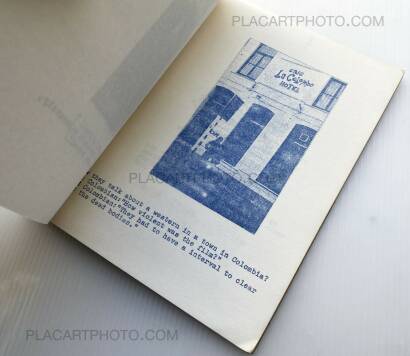 PLACARTPHOTO.COM
CAFE
La Colombo
HOTEL
PLACARTPHOTO.COM
they talk about a western in a town in Colombia?
Colombian: "How violent was the film?"
Colombian: "They had to have a interval to clear
the dead bodies."
PLACARTPHOTO.COM